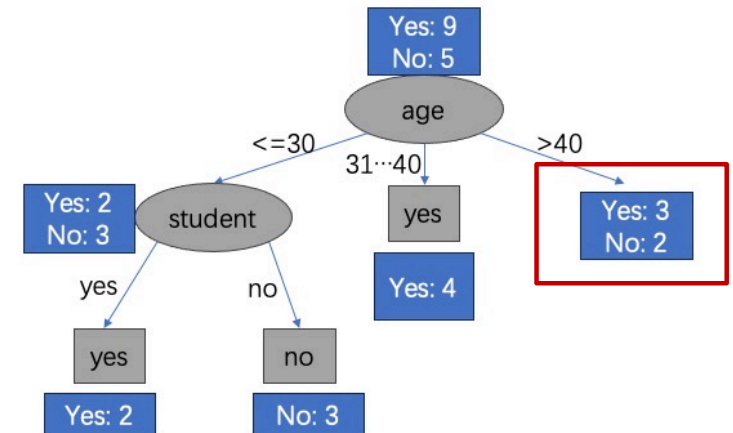 Yes: 9
No: 5
age
<=30
31···40
>40
Yes: 2
No: 3
student
yes
Yes: 3
No: 2
yes
no
Yes: 4
yes
no
Yes: 2
No: 3